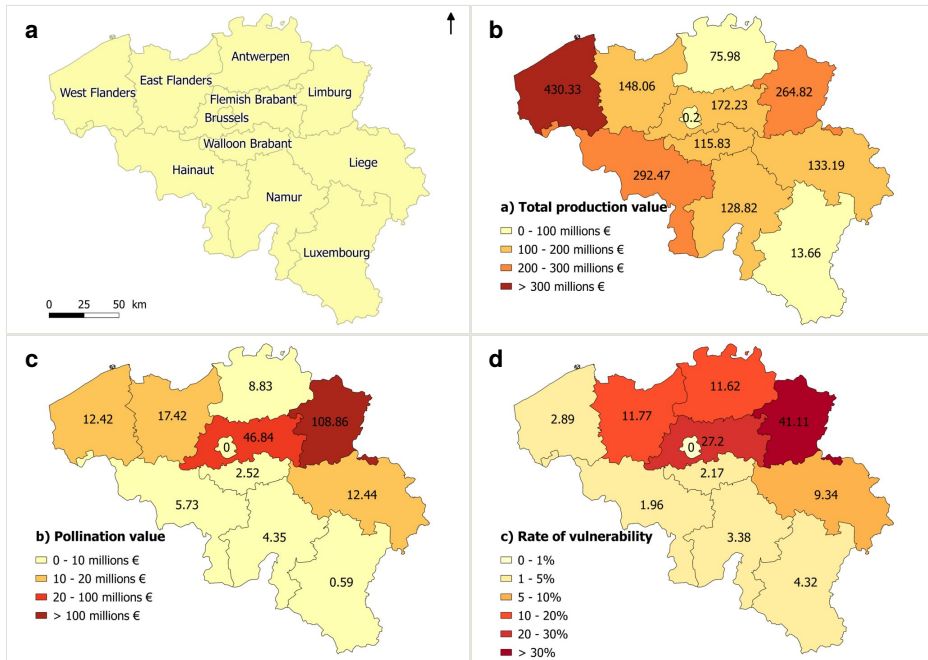 a
Antwerpen
East Flanders
West Flanders
Flemish Brabant
Limburg
Brussels
Walloon Brabant
Hainaut
Liege
Namur
Luxembourg
0 25 50 km
b
75.98
430.33
148.06
264.82
172.23
0.2
115.83
133.19
292.47
128.82
13.66
a) Total production value
0 - 100 millions €
100 - 200 millions €
200 - 300 millions €
> 300 millions €
c
8.83
12.42
17.42
108.86
46.84
0
2.52
12.44
5.73
4.35
0.59
b) Pollination value
0 - 10 millions €
10 - 20 millions €
20 - 100 millions €
> 100 millions €
d
11.62
2.89
11.77
41.11
27.2
0
2.17
9.34
1.96
3.38
4.32
c) Rate of vulnerability
0 - 1%
1 - 5%
5 - 10%
10 - 20%
20 - 30%
> 30%